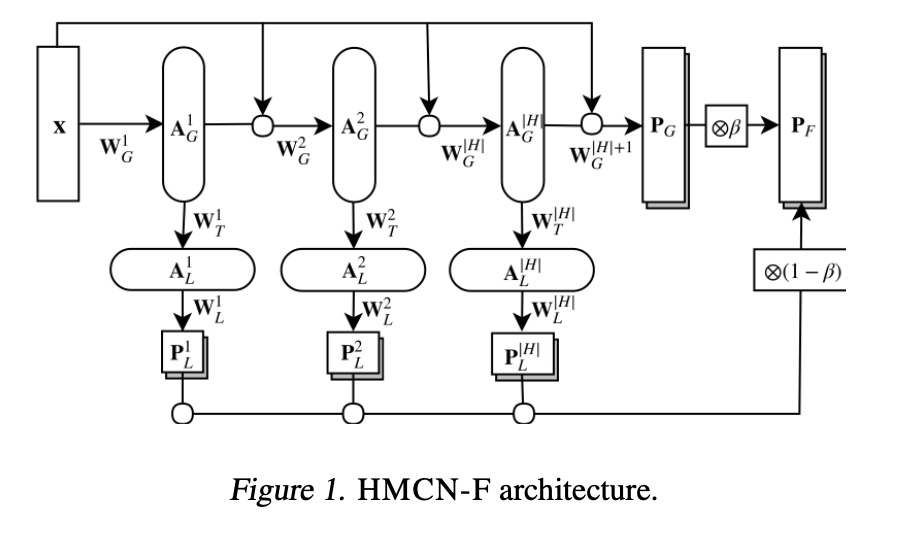 x
W_G^1
A_G^1
W_G^2
A_G^2
W_G^{|H|}
A_G^{|H|}
W_G^{|H|+1}
P_G
⊗β
P_F
W_T^1
W_T^2
W_T^{|H|}
A_L^1
A_L^2
A_L^{|H|}
⊗(1 − β)
W_L^1
W_L^2
W_L^{|H|}
P_L^1
P_L^2
P_L^{|H|}
Figure 1. HMCN-F architecture.